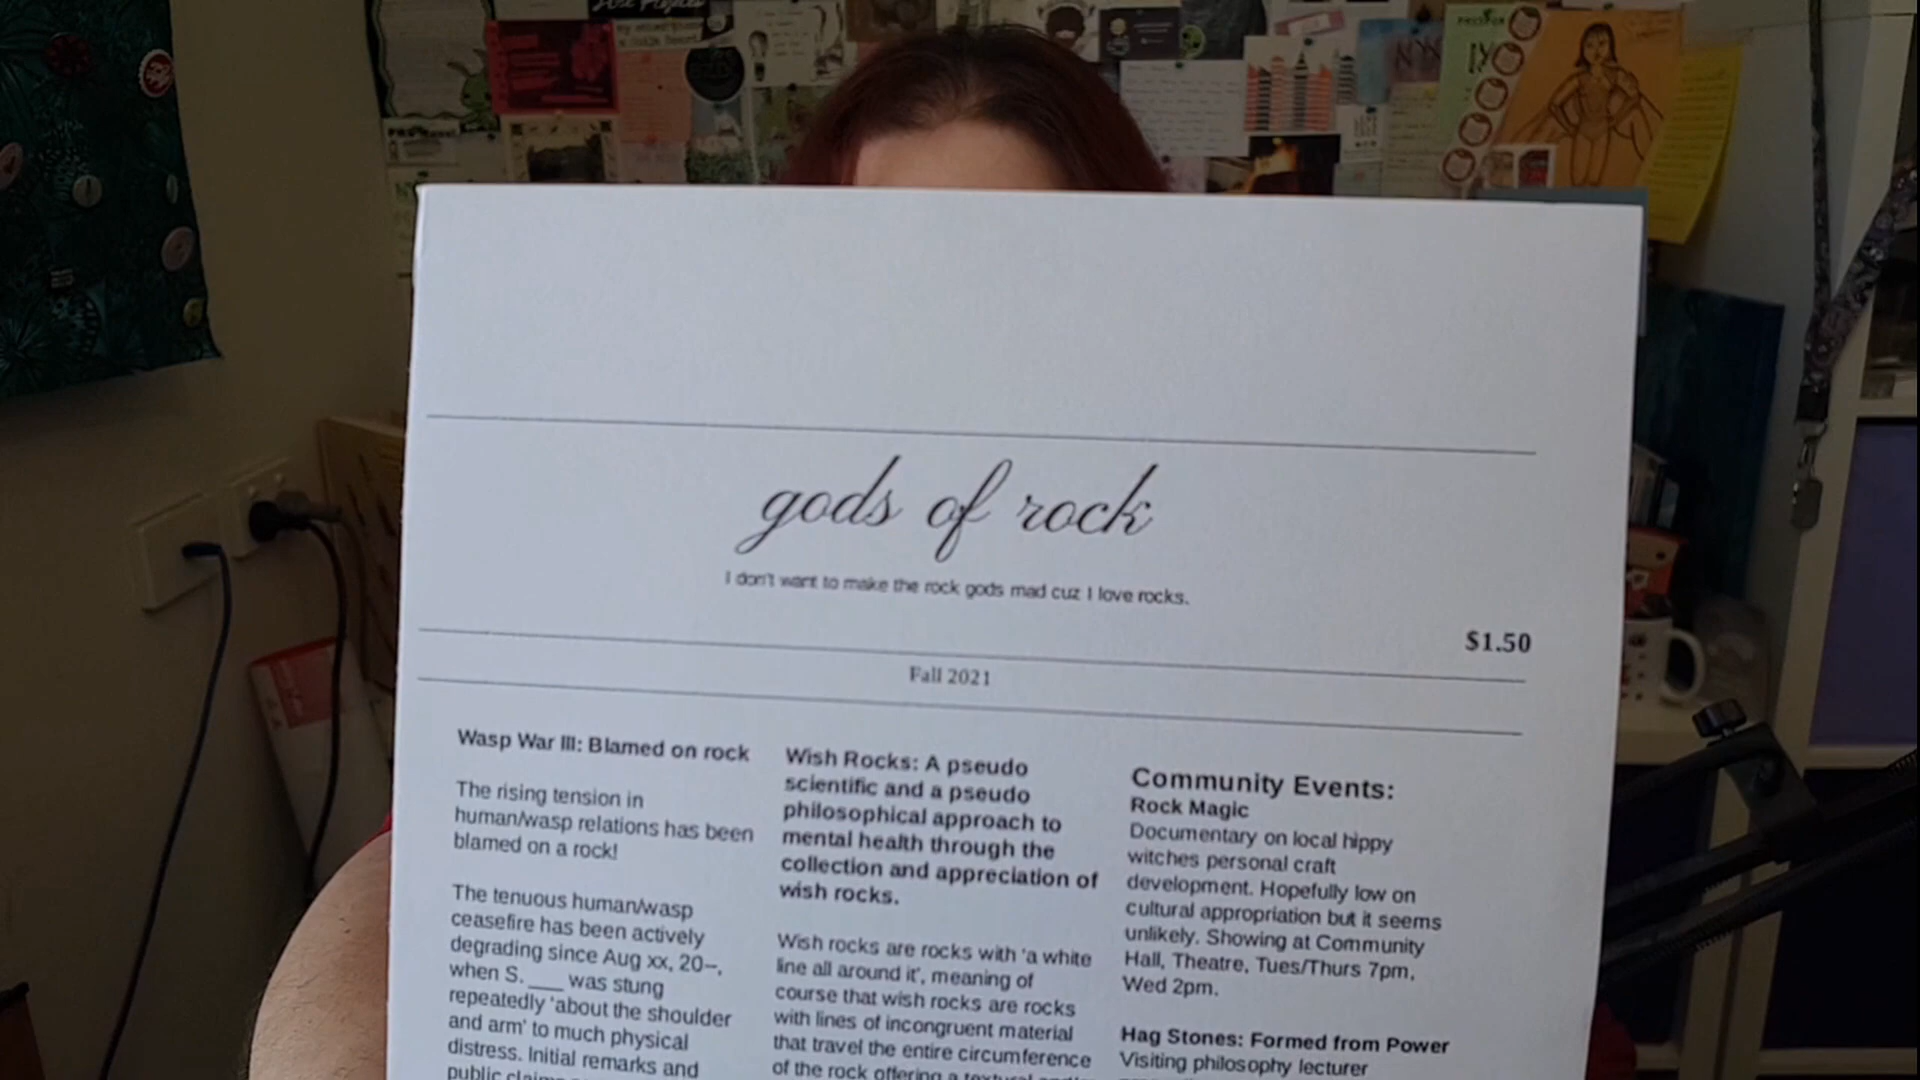 gods of rock
I don't want to make the rock gods mad cuz I love rocks.
$1.50
Fall 2021
Wasp War III: Blamed on rock
The rising tension in
human/wasp relations has been
blamed on a rock!
The tenuous human/wasp
ceasefire has been actively
degrading since Aug xx, 20–,
when S. ___ was stung
repeatedly 'about the shoulder
and arm' to much physical
distress. Initial remarks and
public
Wish Rocks: A pseudo
scientific and a pseudo
philosophical approach to
mental health through the
collection and appreciation of
wish rocks.
Wish rocks are rocks with 'a white
line all around it', meaning of
course that wish rocks are rocks
with lines of incongruent material
that travel the entire circumference
of the rock offering a
Community Events:
Rock Magic
Documentary on local hippy
witches personal craft
development. Hopefully low on
cultural appropriation but it seems
unlikely. Showing at Community
Hall, Theatre, Tues/Thurs 7pm,
Wed 2pm.
Hag Stones: Formed from Power
Visiting philosophy lecturer